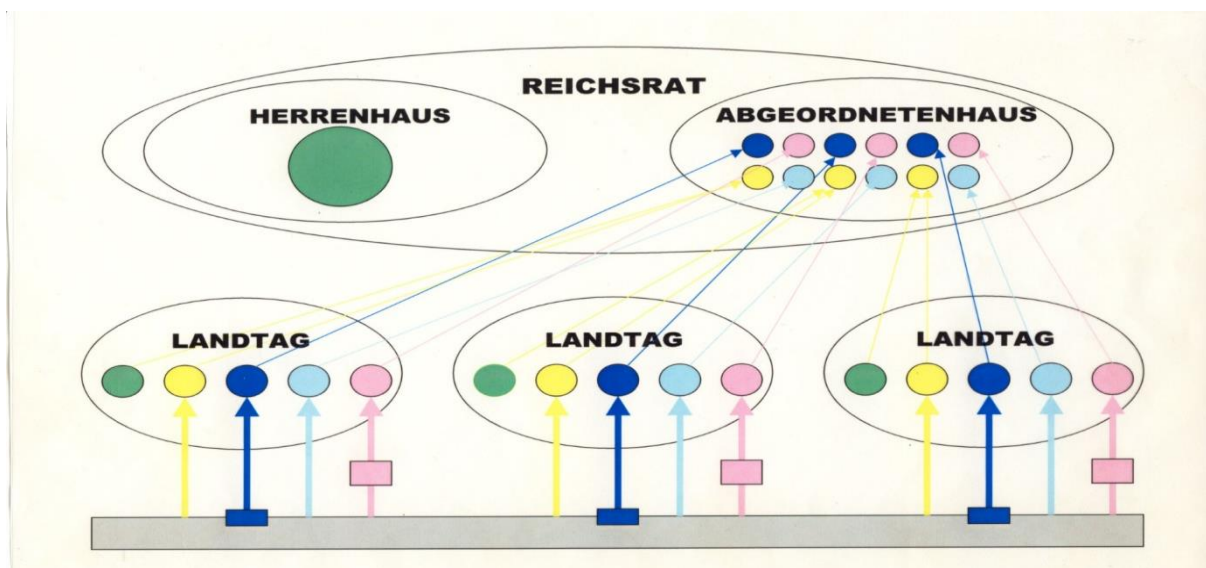 REICHSRAT
HERRENHAUS
ABGEORDNETENHAUS
LANDTAG
LANDTAG
LANDTAG